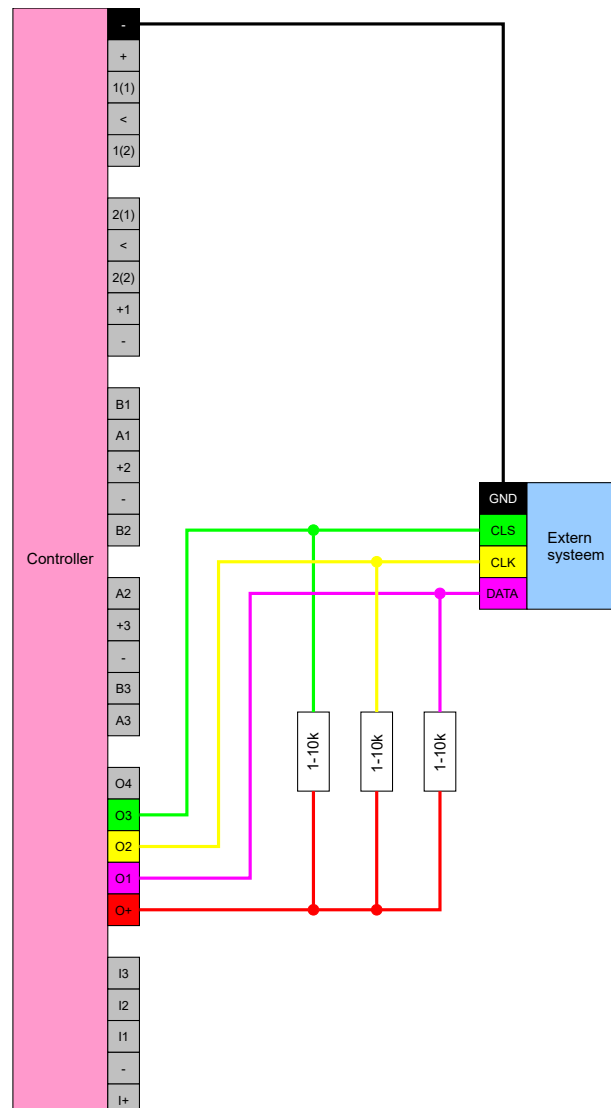 -
+
1(1)
<
1(2)
2(1)
<
2(2)
+1
-
B1
A1
+2
-
B2
Controller
A2
+3
-
B3
A3
O4
O3
O2
O1
O+
I3
I2
I1
-
I+
GND
CLS
CLK
DATA
Extern
systeem
1-10k
1-10k
1-10k